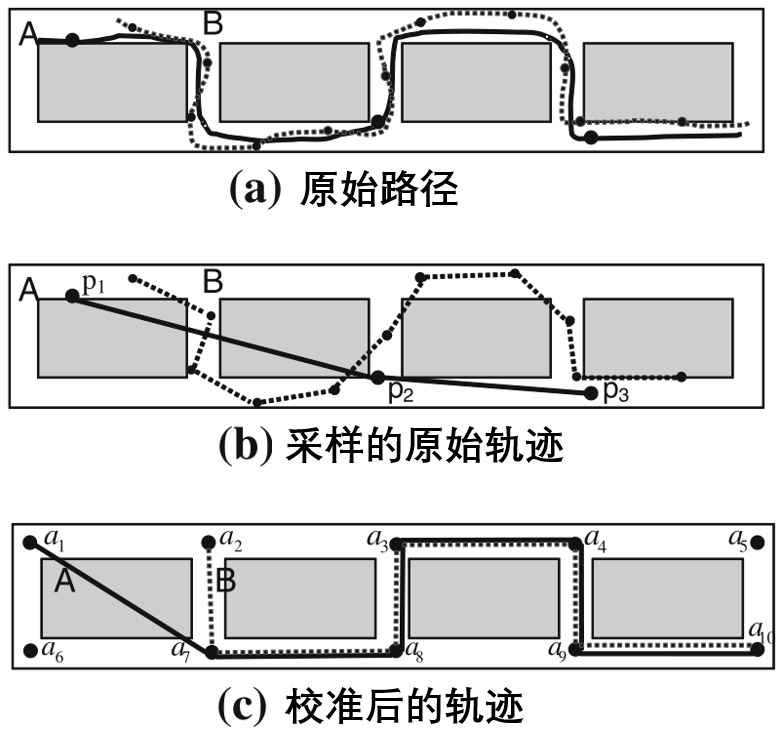 A B
(a) 原始路径
A p1 B
p2 p3
(b) 采样的原始轨迹
a1 a2 a3 a4 a5
A B
a6 a7 a8 a9 a10
(c) 校准后的轨迹